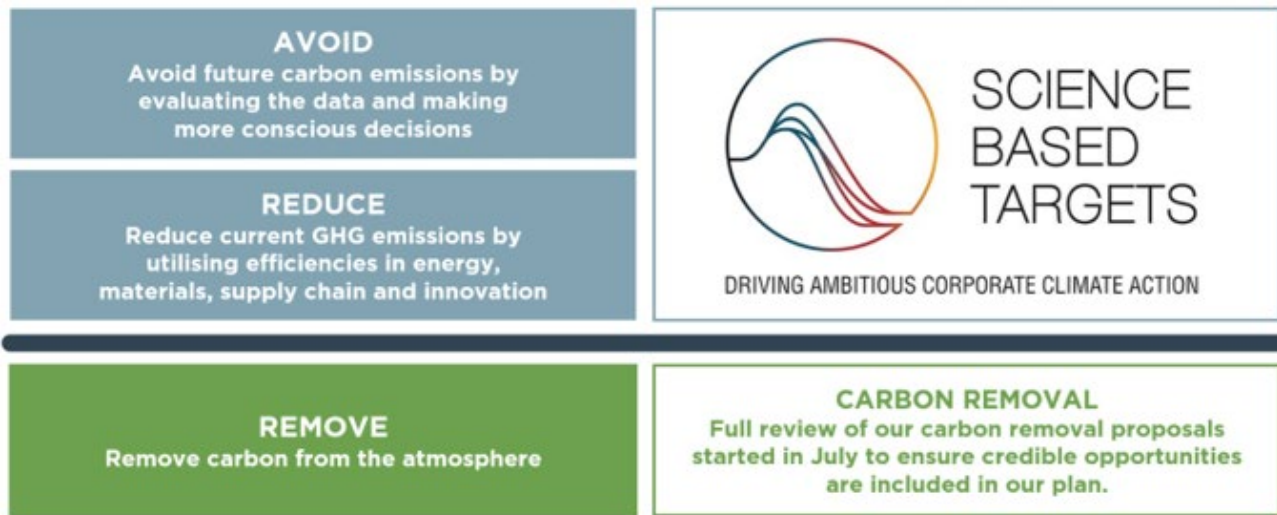 AVOID
Avoid future carbon emissions by
evaluating the data and making
more conscious decisions
REDUCE
Reduce current GHG emissions by
utilising efficiencies in energy,
materials, supply chain and innovation
SCIENCE
BASED
TARGETS
DRIVING AMBITIOUS CORPORATE CLIMATE ACTION
REMOVE
Remove carbon from the atmosphere
CARBON REMOVAL
Full review of our carbon removal proposals
started in July to ensure credible opportunities
are included in our plan.